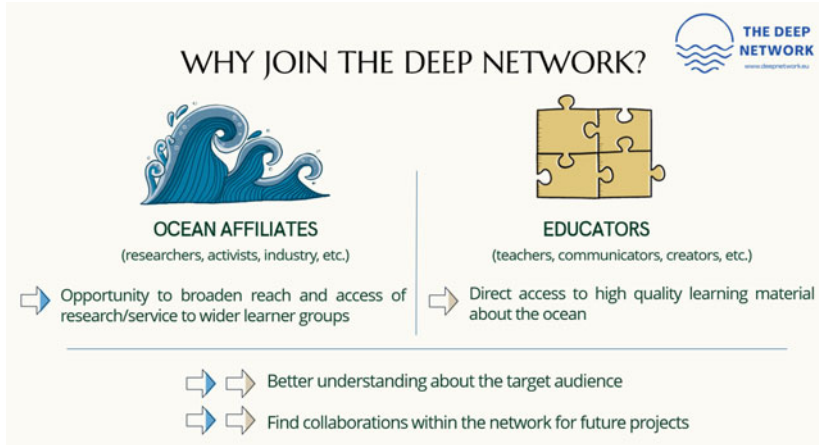 THE DEEP
NETWORK
www.deepnetwork.eu
WHY JOIN THE DEEP NETWORK?
OCEAN AFFILIATES
(researchers, activists, industry, etc.)
Opportunity to broaden reach and access of
research/service to wider learner groups
EDUCATORS
(teachers, communicators, creators, etc.)
Direct access to high quality learning material
about the ocean
Better understanding about the target audience
Find collaborations within the network for future projects